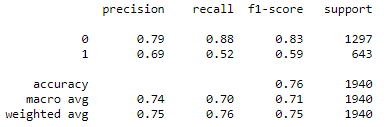 precision recall f1-score support
0 0.79 0.88 0.83 1297
1 0.69 0.52 0.59 643
accuracy 0.76 1940
macro avg 0.74 0.70 0.71 1940
weighted avg 0.75 0.76 0.75 1940